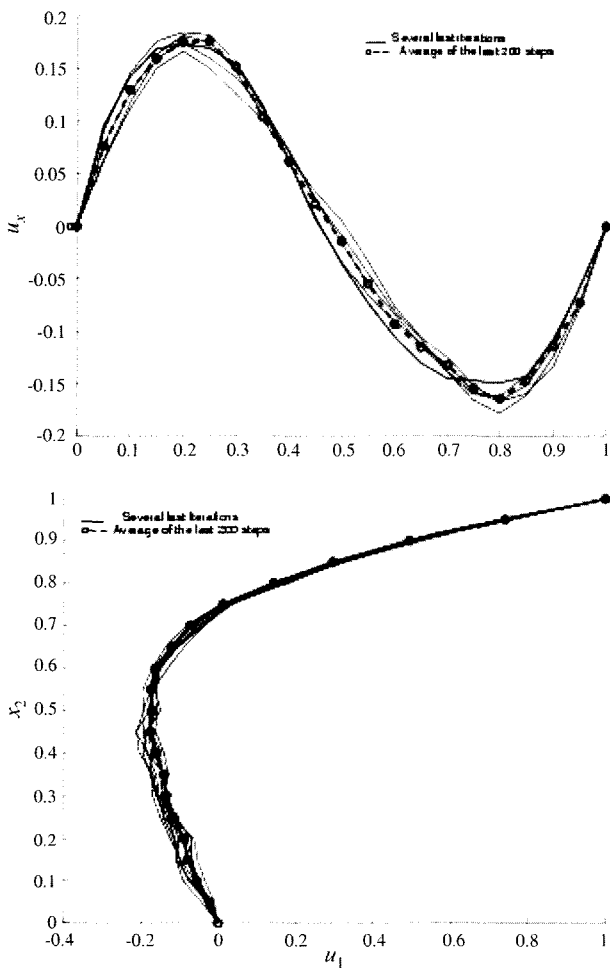 0.2
Several last iterations
Average of the last 200 steps
0.15
0.1
0.05
0
u_x
-0.05
-0.1
-0.15
-0.2
0 0.1 0.2 0.3 0.4 0.5 0.6 0.7 0.8 0.9 1
1
Several last iterations
Average of the last 200 steps
0.9
0.8
0.7
0.6
x_2
0.5
0.4
0.3
0.2
0.1
0
-0.4 -0.2 0 0.2 0.4 0.6 0.8 1
u_1